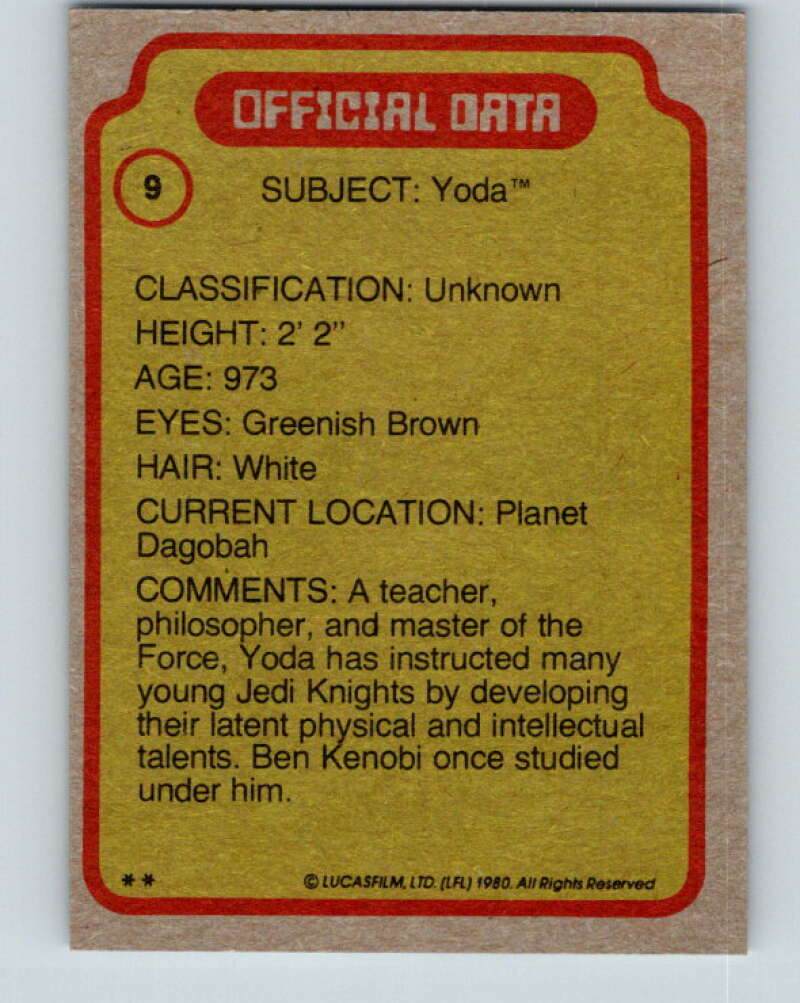 OFFICIAL DATA
9
SUBJECT: Yoda™
CLASSIFICATION: Unknown
HEIGHT: 2' 2"
AGE: 973
EYES: Greenish Brown
HAIR: White
CURRENT LOCATION: Planet
Dagobah
COMMENTS: A teacher,
philosopher, and master of the
Force, Yoda has instructed many
young Jedi Knights by developing
their latent physical and intellectual
talents. Ben Kenobi once studied
under him.
** © LUCASFILM, LTD. (LFL) 1980. All Rights Reserved